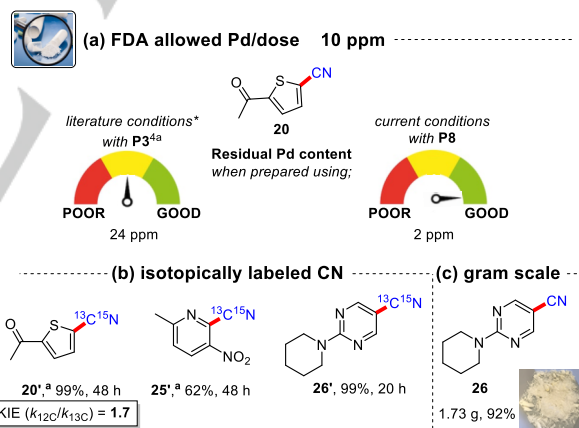 (a) FDA allowed Pd/dose 10 ppm
CN
S
O
20
literature conditions*
with P3⁴ᵃ
current conditions
with P8
Residual Pd content
when prepared using;
POOR GOOD
24 ppm
POOR GOOD
2 ppm
(b) isotopically labeled CN
(c) gram scale
O S ¹³C¹⁵N
20',ᵃ 99%, 48 h
N ¹³C¹⁵N
NO₂
25',ᵃ 62%, 48 h
¹³C¹⁵N
N
N N
26', 99%, 20 h
CN
N
N N
26
1.73 g, 92%
KIE (k12C/k13C) = 1.7